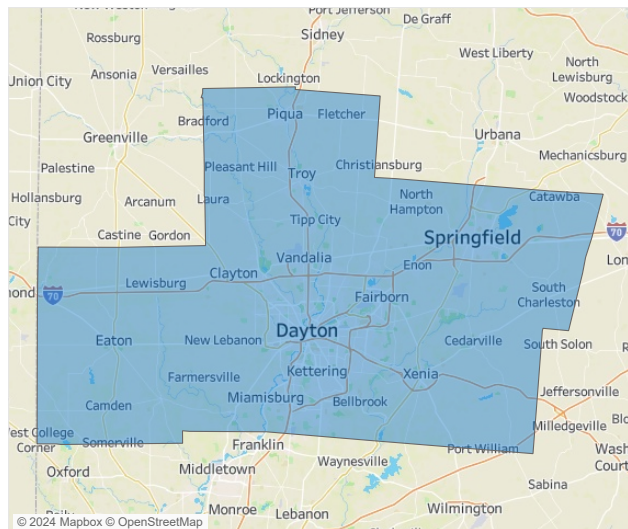 Port Jefferson
De Graff
Rossburg
Sidney
West Liberty
Union City
Ansonia
Versailles
Lockington
North
Lewisburg
Woodstock
Bradford
Piqua
Fletcher
Greenville
Urbana
Mechanicsburg
Palestine
Pleasant Hill
Troy
Christiansburg
Hollansburg
Arcanum
Laura
North
Hampton
Catawba
City
Tipp City
Castine
Gordon
Springfield
70
Vandalia
Clayton
Enon
Lewisburg
Fairborn
South
Charleston
70
Dayton
Eaton
New Lebanon
Cedarville
South Solon
Farmersville
Kettering
Xenia
Jeffersonville
Camden
Miamisburg
Bellbrook
Milledgeville
West College
Corner
Somerville
Franklin
Port William
Oxford
Middletown
Waynesville
Sabina
Monroe
Lebanon
Wilmington
© 2024 Mapbox © OpenStreetMap